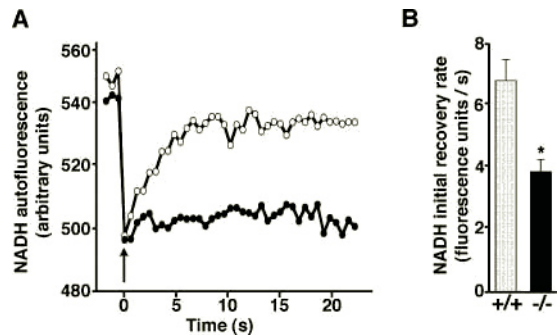 A
NADH autofluorescence
(arbitrary units)
560
540
520
500
480
0
5
10
15
20
Time (s)
B
NADH initial recovery rate
(fluorescence units / s)
8
6
4
2
0
*
+/+ -/-